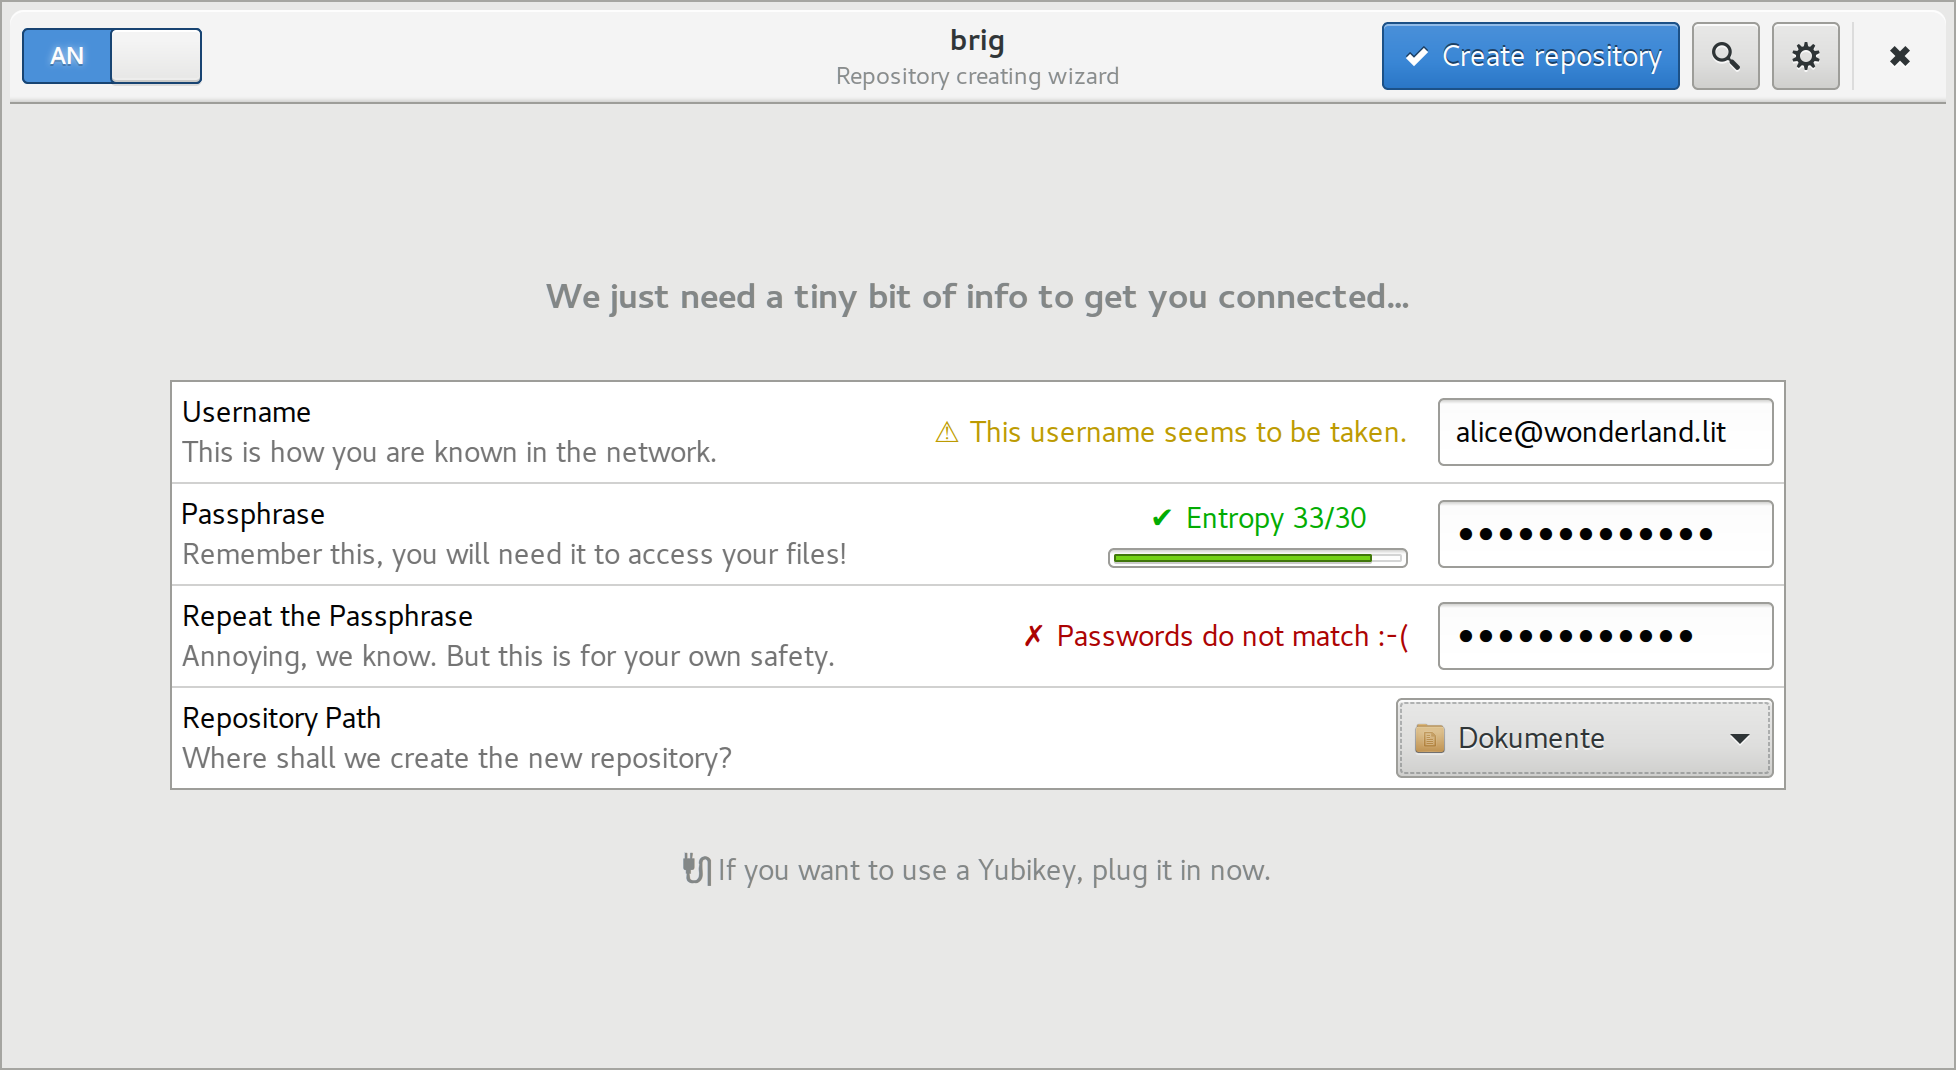 AN
brig
Repository creating wizard
✔ Create repository
We just need a tiny bit of info to get you connected...
Username
This is how you are known in the network.
⚠ This username seems to be taken.
alice@wonderland.lit
Passphrase
Remember this, you will need it to access your files!
✔ Entropy 33/30
●●●●●●●●●●●●●
Repeat the Passphrase
Annoying, we know. But this is for your own safety.
✗ Passwords do not match :-(
●●●●●●●●●●●●
Repository Path
Where shall we create the new repository?
Dokumente
If you want to use a Yubikey, plug it in now.